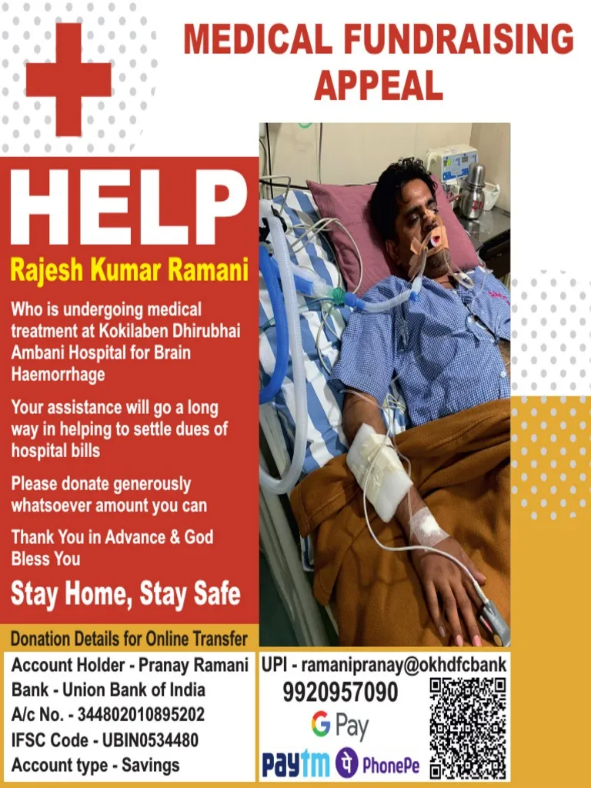 MEDICAL FUNDRAISING
APPEAL
HELP
Rajesh Kumar Ramani
Who is undergoing medical
treatment at Kokilaben Dhirubhai
Ambani Hospital for Brain
Haemorrhage
Your assistance will go a long
way in helping to settle dues of
hospital bills
Please donate generously
whatsoever amount you can
Thank You in Advance & God
Bless You
Stay Home, Stay Safe
Donation Details for Online Transfer
Account Holder - Pranay Ramani
Bank - Union Bank of India
A/c No. - 344802010895202
IFSC Code - UBIN0534480
Account type - Savings
UPI - ramanipranay@okhdfcbank
9920957090
G Pay
paytm पे PhonePe